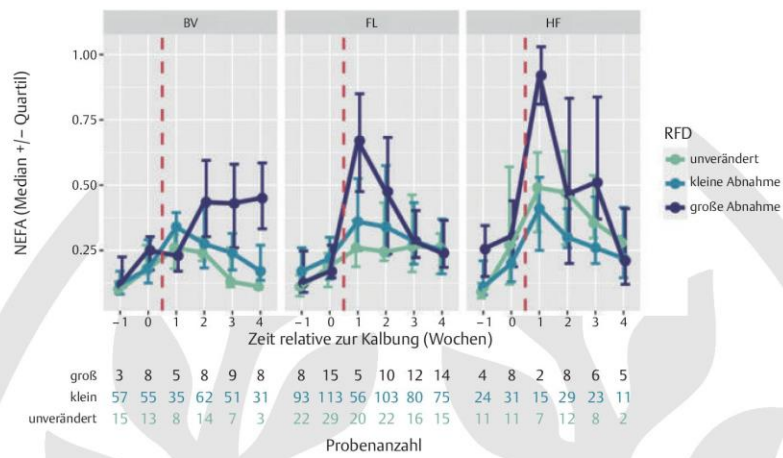 BV FL HF
1.00
0.75
0.50
0.25
NEFA (Median +/− Quartil)
RFD
unverändert
kleine Abnahme
große Abnahme
−1 0 1 2 3 4 −1 0 1 2 3 4 −1 0 1 2 3 4
Zeit relative zur Kalbung (Wochen)
groß 3 8 5 8 9 8 8 15 5 10 12 14 4 8 2 8 6 5
klein 57 55 35 62 51 31 93 113 56 103 80 75 24 31 15 29 23 11
unverändert 15 13 8 14 7 3 22 29 20 22 16 15 11 11 7 12 8 2
Probenanzahl